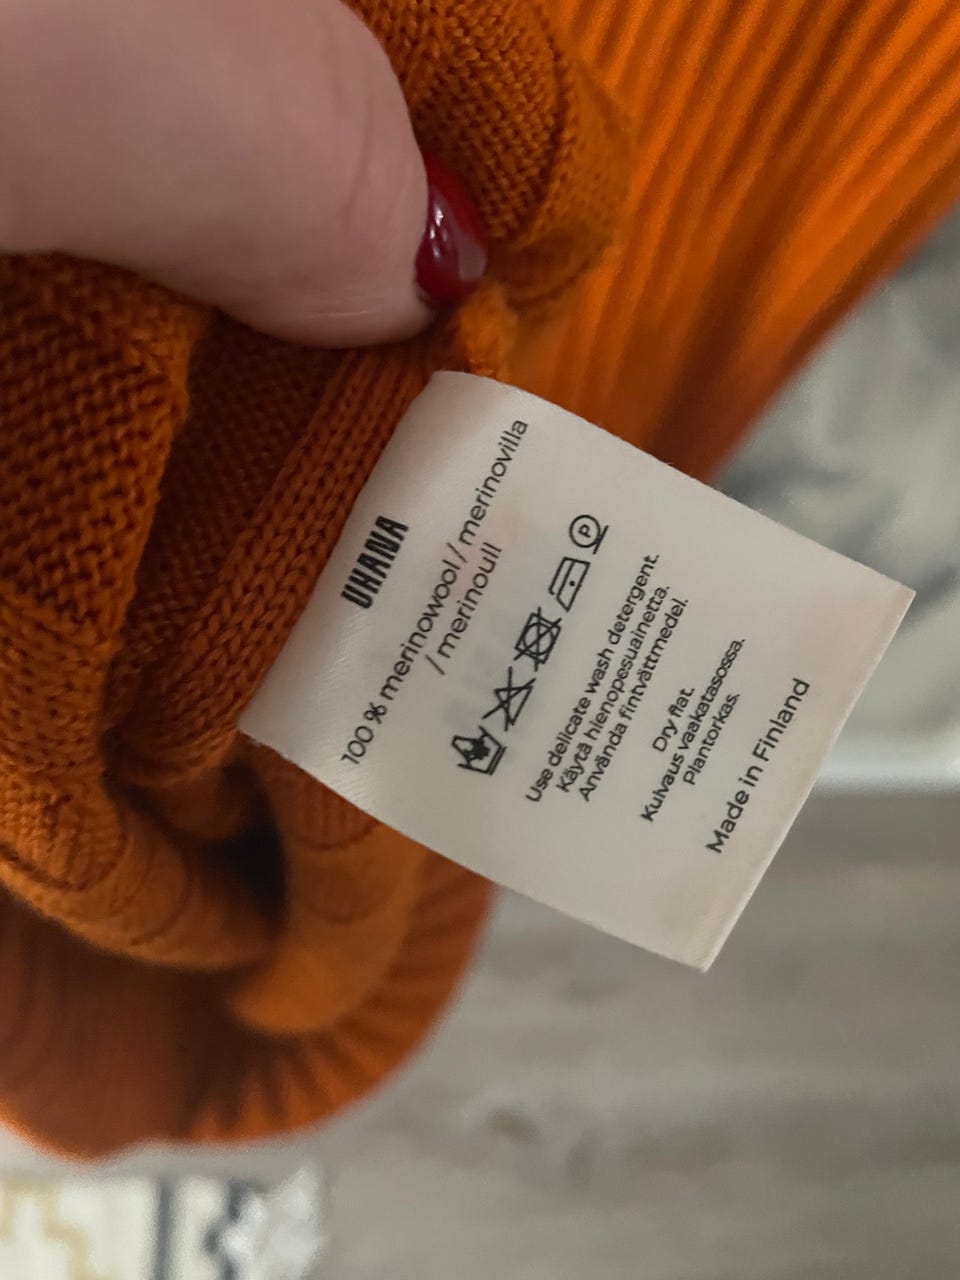 UHANA
100 % merinowool / merinovilla
/ merinoull
P
Use delicate wash detergent.
Käytä hienopesuainetta.
Använda fintvättmedel.
Dry flat.
Kuivaus vaakatasossa.
Plantorkas.
Made in Finland